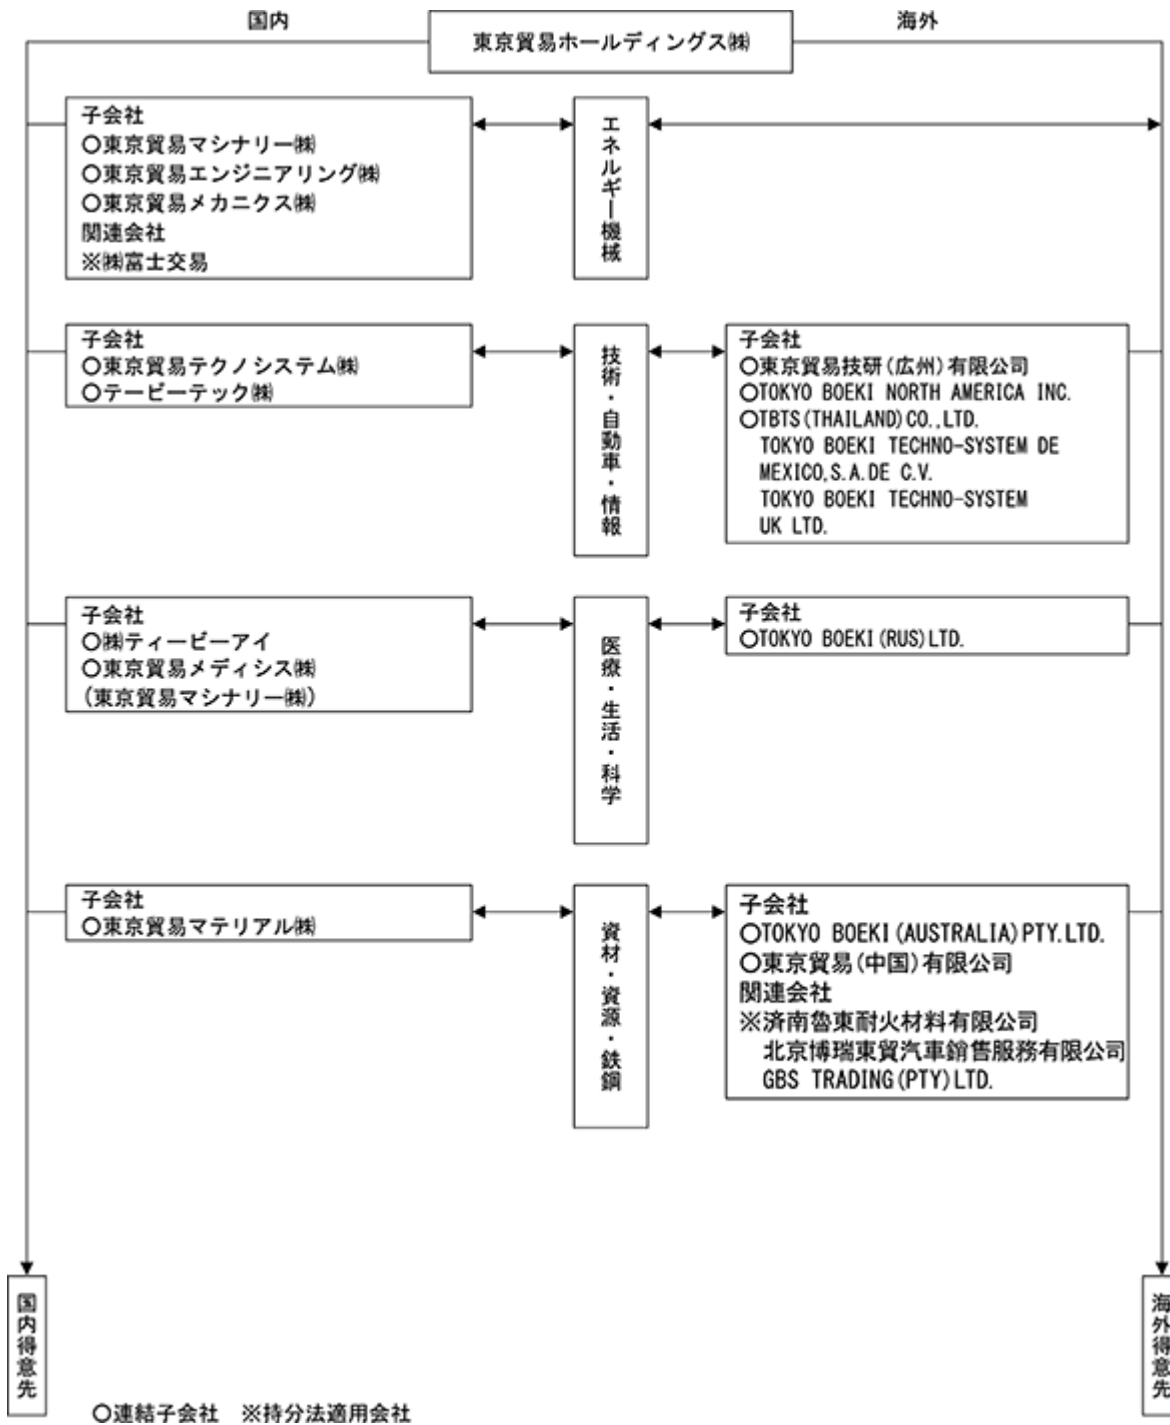 国内
東京貿易ホールディングス㈱
海外
子会社
○東京貿易マシナリー㈱
○東京貿易エンジニアリング㈱
○東京貿易メカニクス㈱
関連会社
※㈱富士交易
エネルギー機械
子会社
○東京貿易テクノシステム㈱
○テービーテック㈱
技術・自動車・情報
子会社
○東京貿易技研(広州)有限公司
○TOKYO BOEKI NORTH AMERICA INC.
○TBTS(THAILAND)CO.,LTD.
TOKYO BOEKI TECHNO-SYSTEM DE
MEXICO,S.A.DE C.V.
TOKYO BOEKI TECHNO-SYSTEM
UK LTD.
子会社
○㈱ティービーアイ
○東京貿易メディシス㈱
(東京貿易マシナリー㈱)
医療・生活・科学
子会社
○TOKYO BOEKI(RUS)LTD.
子会社
○東京貿易マテリアル㈱
資材・資源・鉄鋼
子会社
○TOKYO BOEKI(AUSTRALIA)PTY.LTD.
○東京貿易(中国)有限公司
関連会社
※済南魯東耐火材料有限公司
北京博瑞東貿汽車銷售服務有限公司
GBS TRADING(PTY)LTD.
国内得意先
海外得意先
○連結子会社 ※持分法適用会社